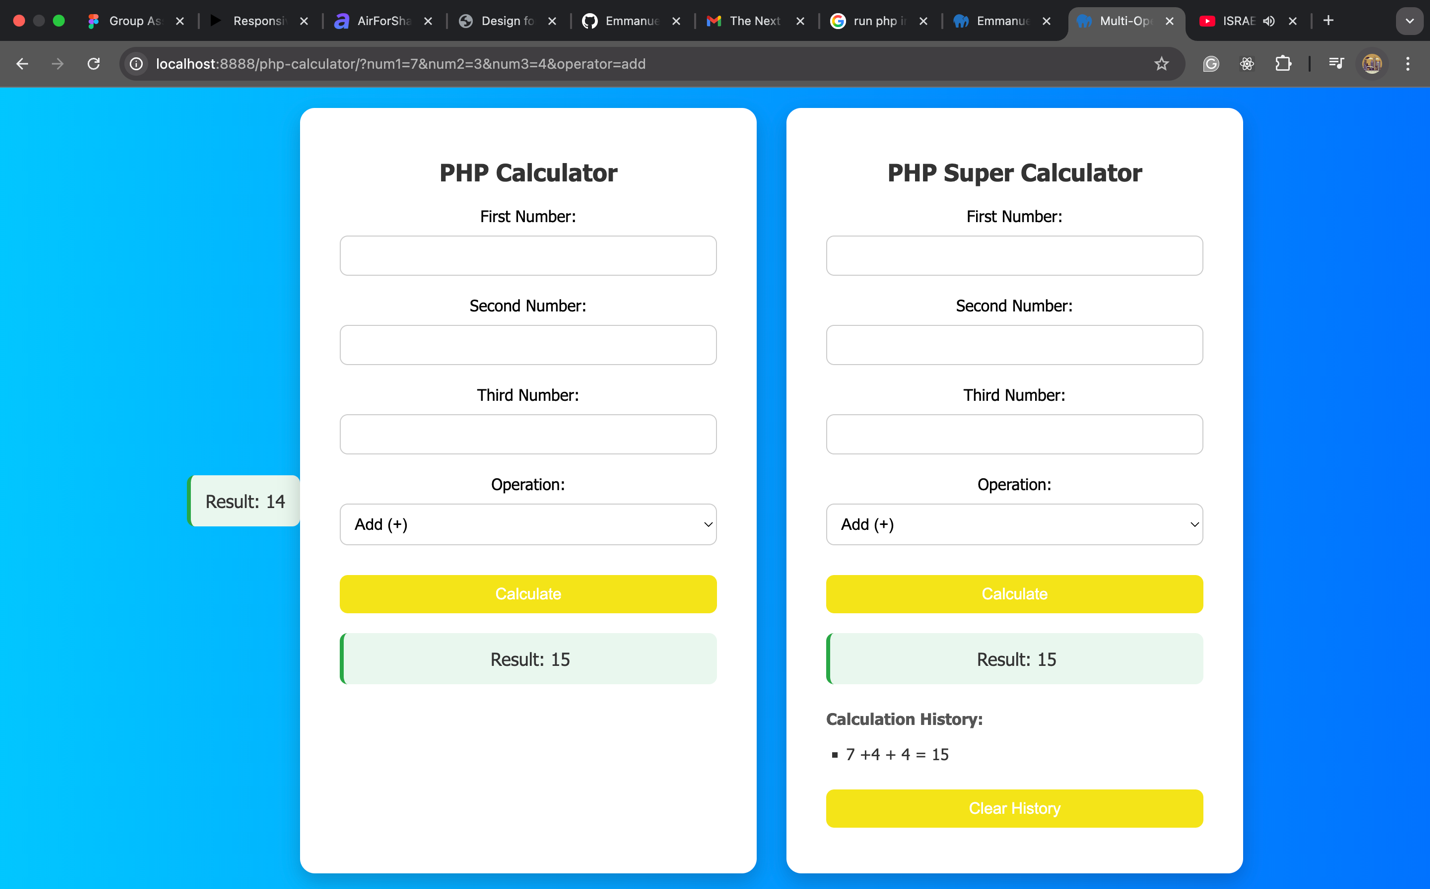 Group As
Responsi
AirForSha
Design fo
Emmanue
The Next
run php i
Emmanue
Multi-Ope
ISRAE
localhost:8888/php-calculator/?num1=7&num2=3&num3=4&operator=add
Result: 14
PHP Calculator
First Number:
Second Number:
Third Number:
Operation:
Add (+)
Calculate
Result: 15
PHP Super Calculator
First Number:
Second Number:
Third Number:
Operation:
Add (+)
Calculate
Result: 15
Calculation History:
7 +4 + 4 = 15
Clear History